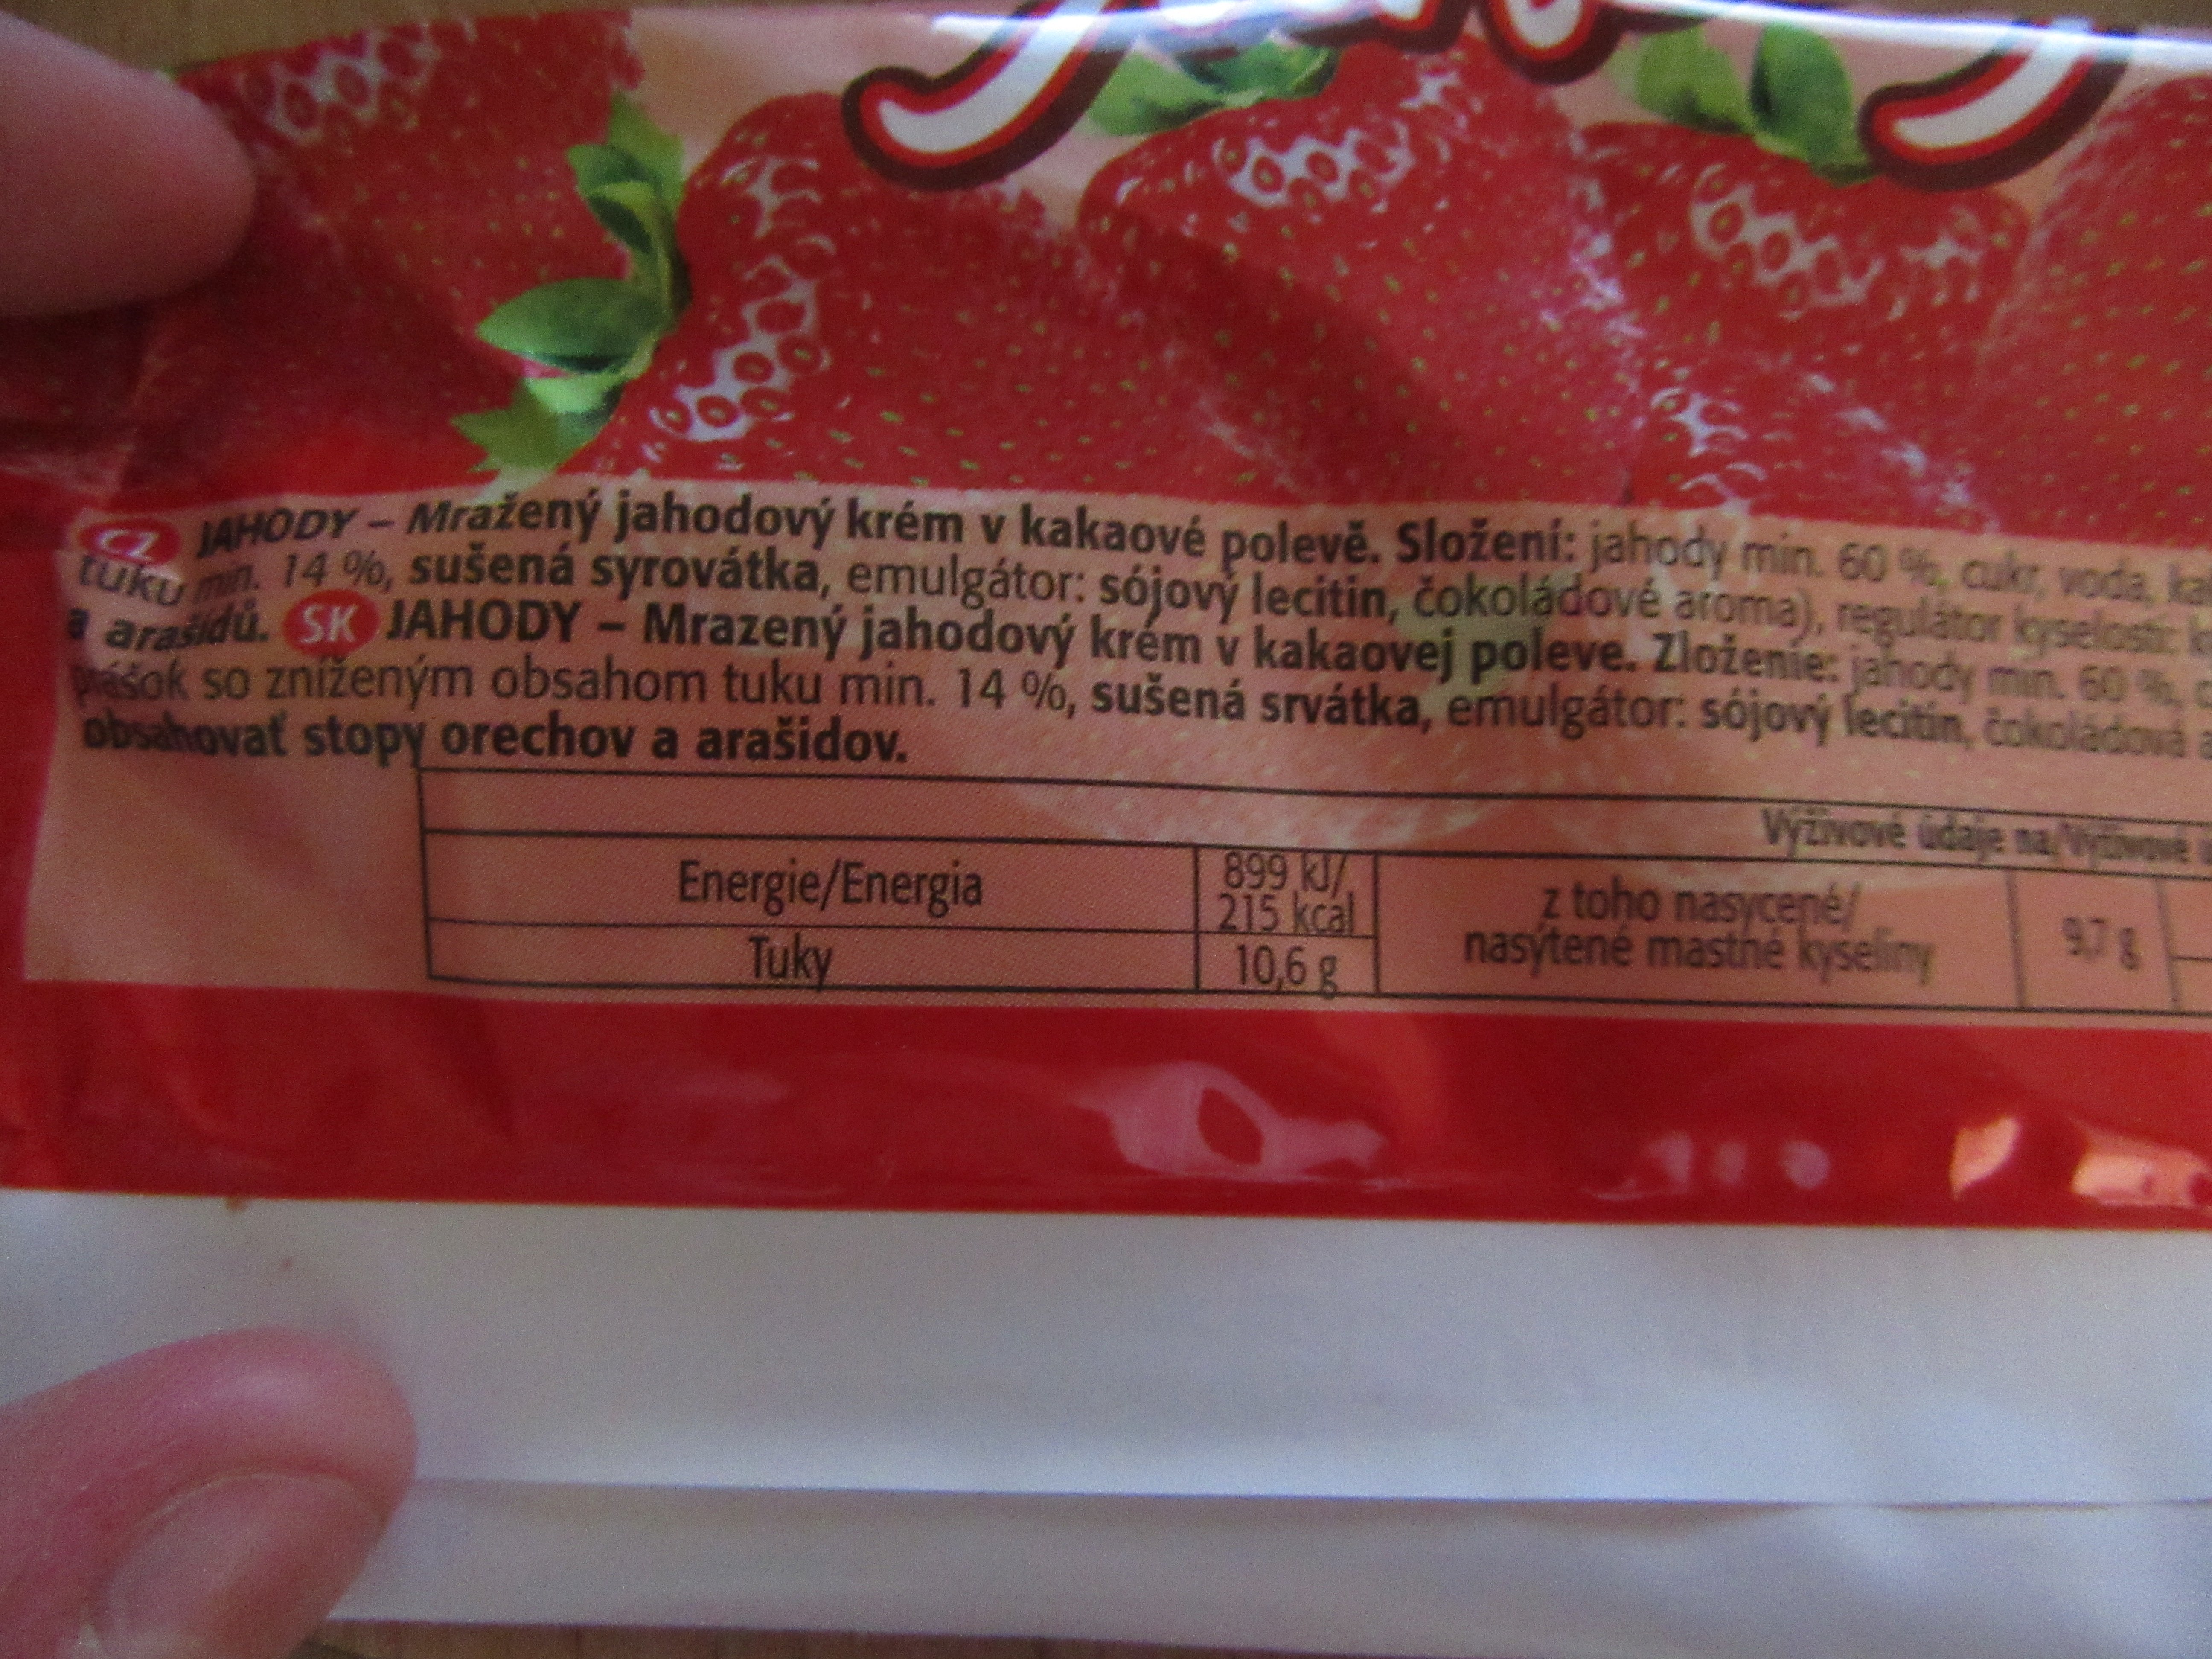 CZ JAHODY – Mražený jahodový krém v kakaové polevě. Složení: jahody min. 60 %, cukr, voda,
tuku min. 14 %, sušená syrovátka, emulgátor: sójový lecitin, čokoládové aroma), regulátor kyselosti:
a arašídů. SK JAHODY – Mrazený jahodový krém v kakaovej poleve. Zloženie: jahody min. 60 %,
prášok so zníženým obsahom tuku min. 14 %, sušená srvátka, emulgátor: sójový lecitín, čokoládová
obsahovať stopy orechov a arašidov.
Výživové údaje na/Výživové
Energie/Energia
899 kJ/
215 kcal
z toho nasycené/
nasýtené mastné kyseliny
9,7 g
Tuky
10,6 g